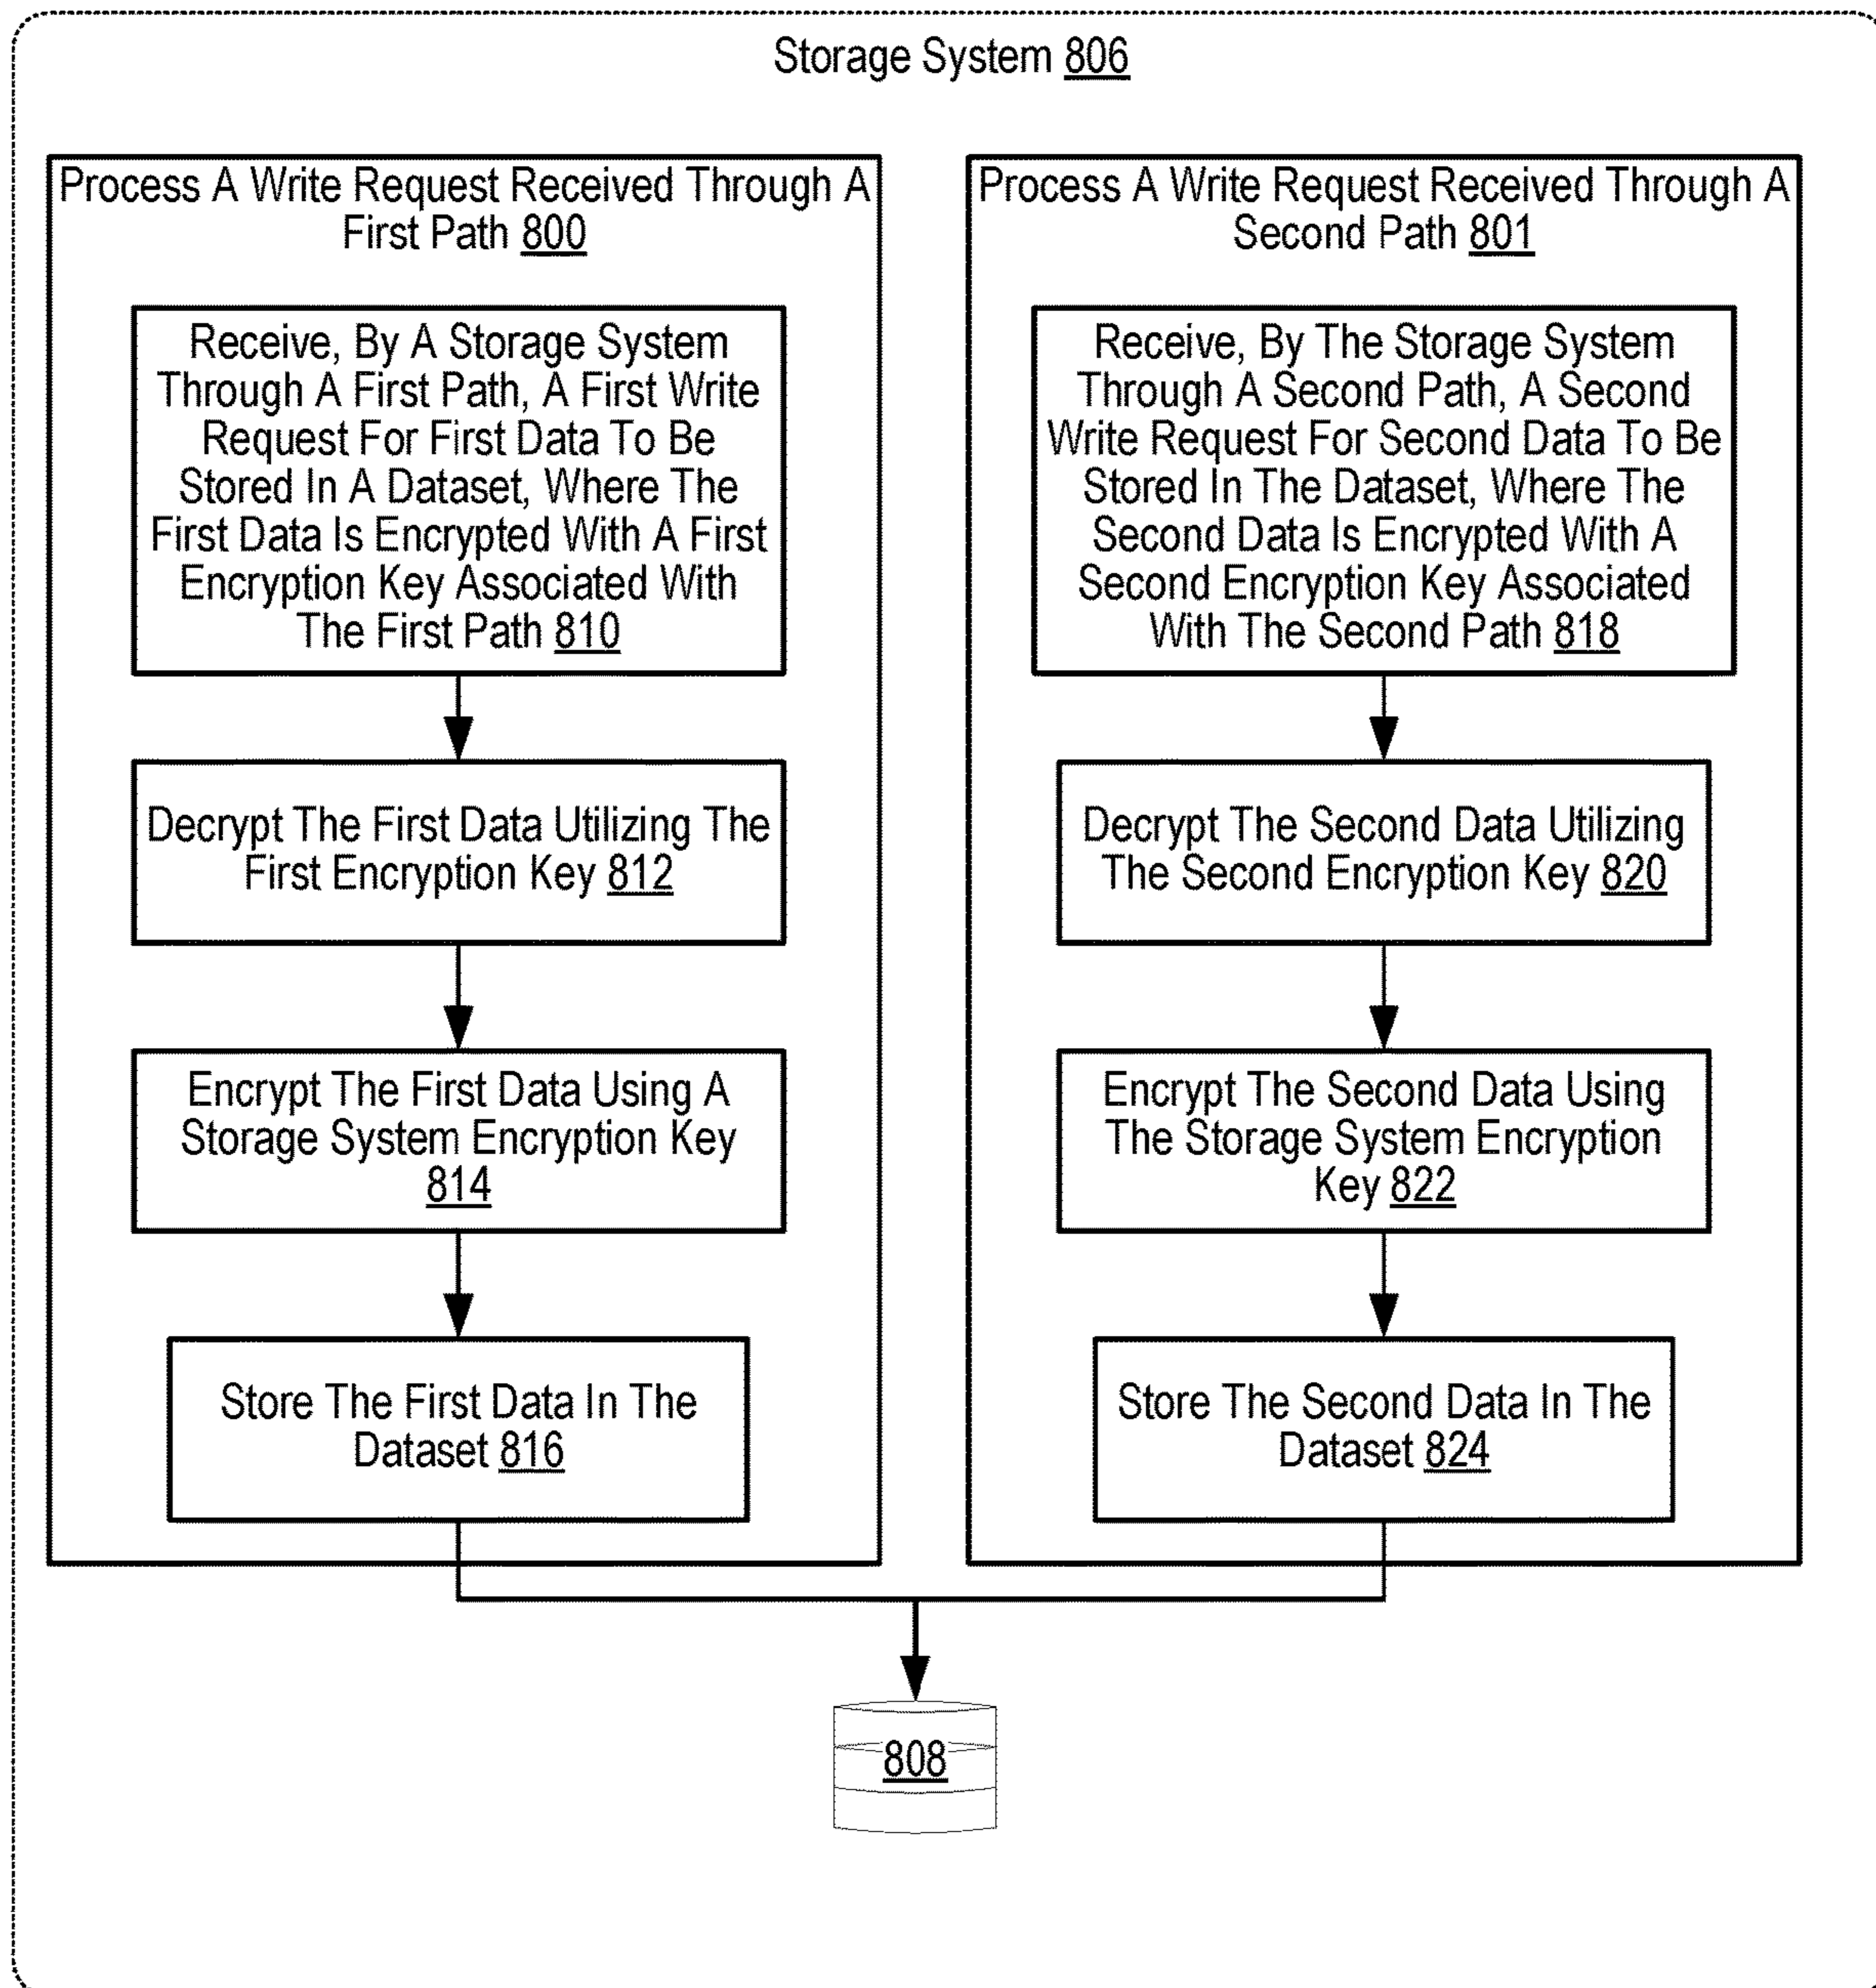 Storage System 806
Process A Write Request Received Through A
First Path 800
Receive, By A Storage System
Through A First Path, A First Write
Request For First Data To Be
Stored In A Dataset, Where The
First Data Is Encrypted With A First
Encryption Key Associated With
The First Path 810
Decrypt The First Data Utilizing The
First Encryption Key 812
Encrypt The First Data Using A
Storage System Encryption Key
814
Store The First Data In The
Dataset 816
Process A Write Request Received Through A
Second Path 801
Receive, By The Storage System
Through A Second Path, A Second
Write Request For Second Data To Be
Stored In The Dataset, Where The
Second Data Is Encrypted With A
Second Encryption Key Associated
With The Second Path 818
Decrypt The Second Data Utilizing
The Second Encryption Key 820
Encrypt The Second Data Using
The Storage System Encryption
Key 822
Store The Second Data In The
Dataset 824
808